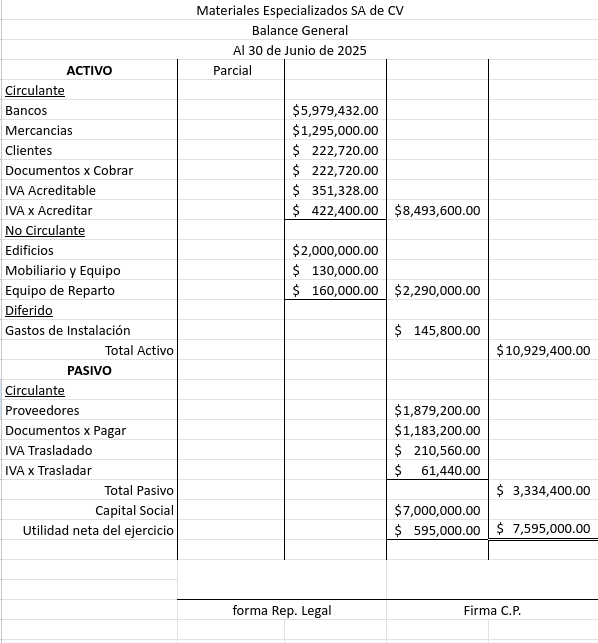 Materiales Especializados SA de CV
Balance General
Al 30 de Junio de 2025
ACTIVO Parcial
Circulante
Bancos $5,979,432.00
Mercancias $1,295,000.00
Clientes $ 222,720.00
Documentos x Cobrar $ 222,720.00
IVA Acreditable $ 351,328.00
IVA x Acreditar $ 422,400.00 $8,493,600.00
No Circulante
Edificios $2,000,000.00
Mobiliario y Equipo $ 130,000.00
Equipo de Reparto $ 160,000.00 $2,290,000.00
Diferido
Gastos de Instalación $ 145,800.00
Total Activo $10,929,400.00
PASIVO
Circulante
Proveedores $1,879,200.00
Documentos x Pagar $1,183,200.00
IVA Trasladado $ 210,560.00
IVA x Trasladar $ 61,440.00
Total Pasivo $ 3,334,400.00
Capital Social $7,000,000.00
Utilidad neta del ejercicio $ 595,000.00 $ 7,595,000.00
forma Rep. Legal Firma C.P.